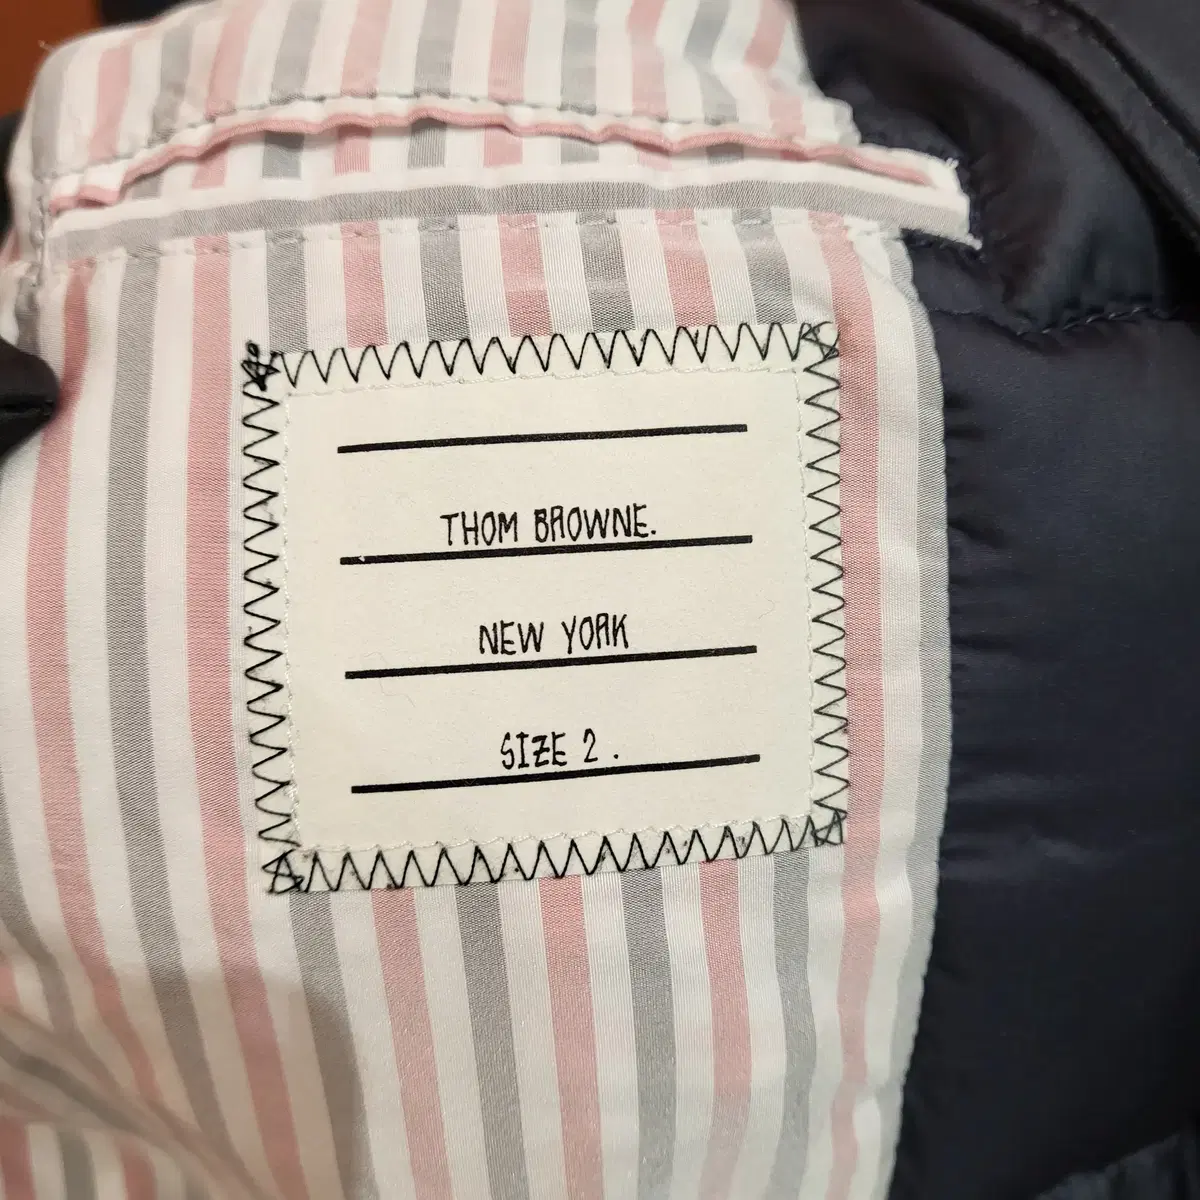 THOM BROWNE.
NEW YORK
SIZE 2 .